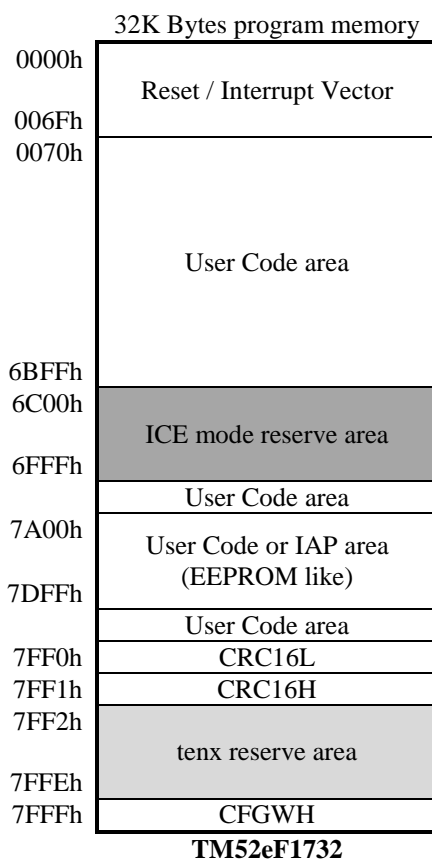 32K Bytes program memory
0000h
Reset / Interrupt Vector
006Fh
0070h
User Code area
6BFFh
6C00h
ICE mode reserve area
6FFFh
User Code area
7A00h
User Code or IAP area
(EEPROM like)
7DFFh
User Code area
7FF0h CRC16L
7FF1h CRC16H
7FF2h
tenx reserve area
7FFEh
7FFFh CFGWH
TM52eF1732